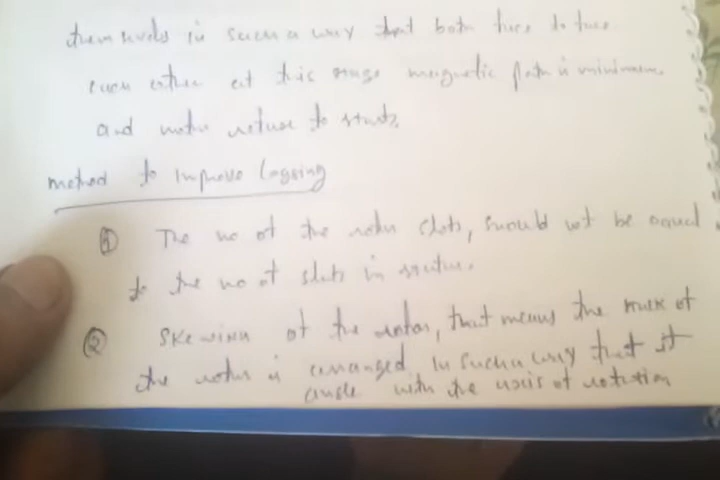 themselves in such a way that both face to face
each other at this stage magnetic path is minimum.
and motor refuse to start.
method to improve Cogging
① The no of the rotor slots, should not be equal
to the no of slots in stator.
② Skewing of the rotor, that means the of
the rotor is arranged in such a way that it
angle with the axis of rotation